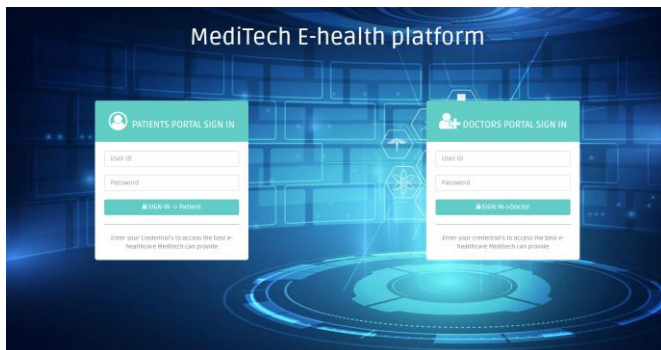 MediTech E-health platform
PATIENTS PORTAL SIGN IN
User ID
Password
SIGN IN -> Patient
Enter your credential's to access the best e-
healthcare Meditech can provide
DOCTORS PORTAL SIGN IN
User ID
Password
SIGN IN ->Doctor
Enter your credential's to access the best e-
healthcare Meditech can provide